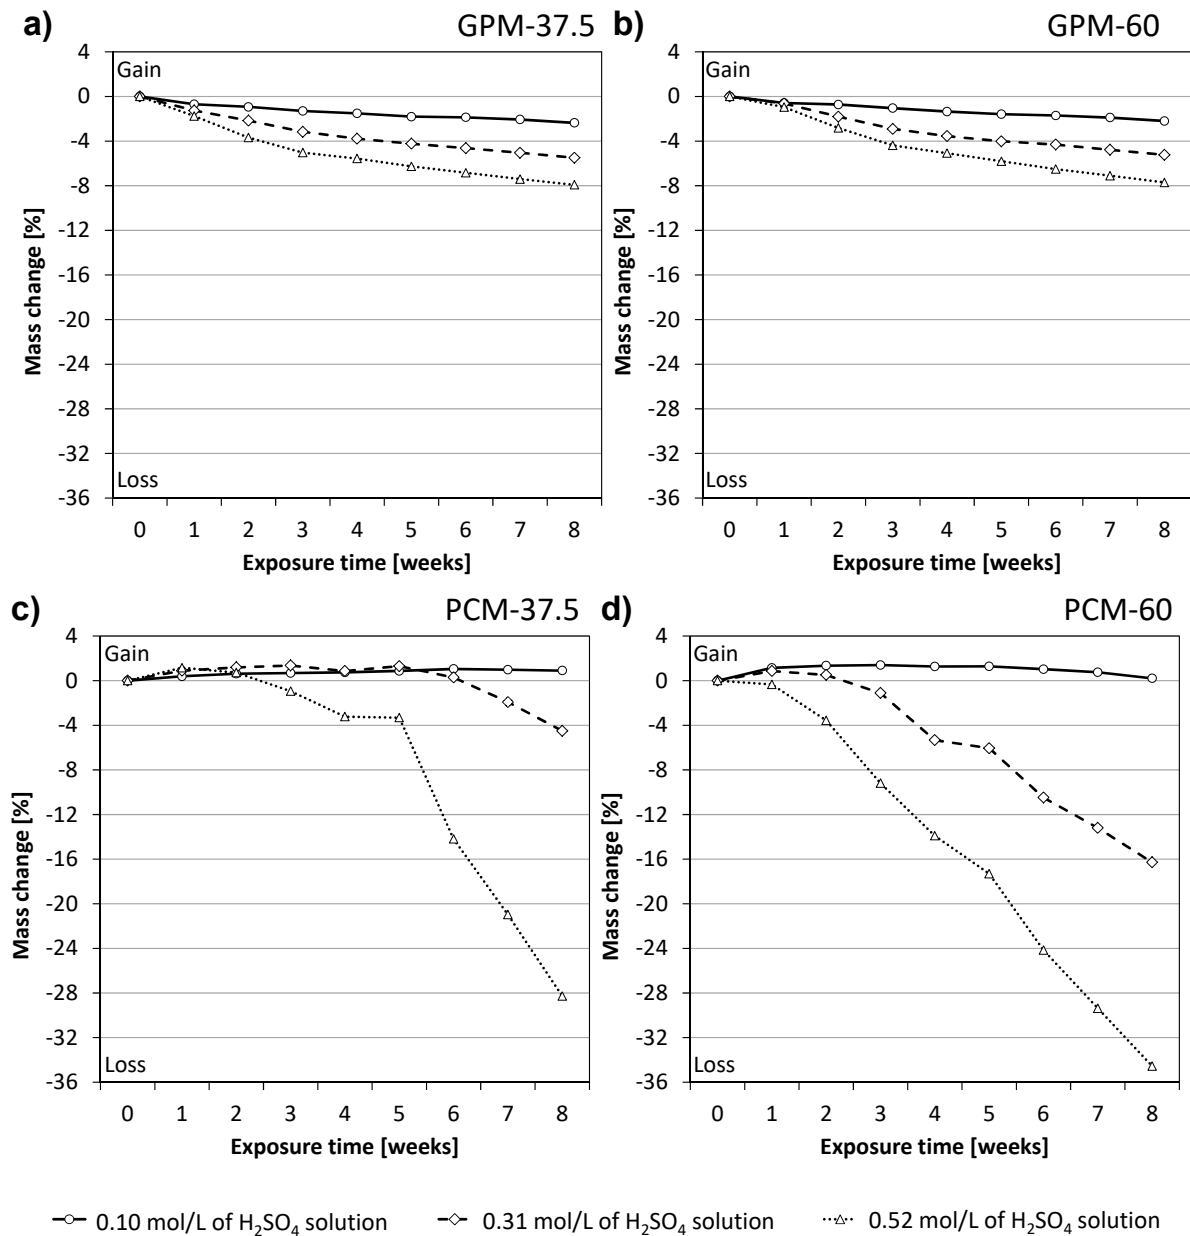 a) GPM-37.5
4
Gain
0
-4
-8
-12
-16
-20
-24
-28
-32
Loss
-36
Mass change [%]
0 1 2 3 4 5 6 7 8
Exposure time [weeks]
b) GPM-60
4
Gain
0
-4
-8
-12
-16
-20
-24
-28
-32
Loss
-36
Mass change [%]
0 1 2 3 4 5 6 7 8
Exposure time [weeks]
c) PCM-37.5
4
Gain
0
-4
-8
-12
-16
-20
-24
-28
-32
Loss
-36
Mass change [%]
0 1 2 3 4 5 6 7 8
Exposure time [weeks]
d) PCM-60
4
Gain
0
-4
-8
-12
-16
-20
-24
-28
-32
Loss
-36
Mass change [%]
0 1 2 3 4 5 6 7 8
Exposure time [weeks]
0.10 mol/L of H₂SO₄ solution 0.31 mol/L of H₂SO₄ solution 0.52 mol/L of H₂SO₄ solution